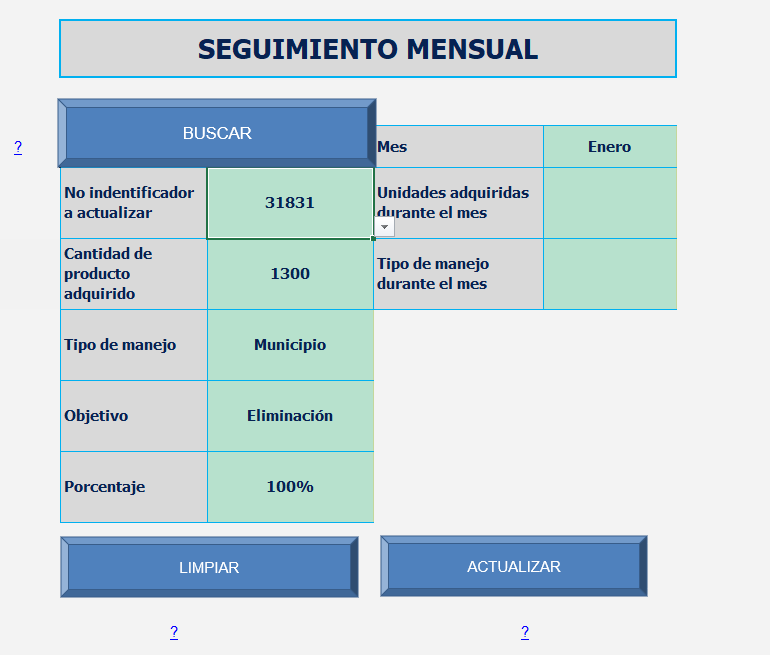 SEGUIMIENTO MENSUAL
BUSCAR
?
Mes
Enero
No indentificador
a actualizar
31831
Unidades adquiridas
durante el mes
Cantidad de
producto
adquirido
1300
Tipo de manejo
durante el mes
Tipo de manejo
Municipio
Objetivo
Eliminación
Porcentaje
100%
LIMPIAR
ACTUALIZAR
?
?